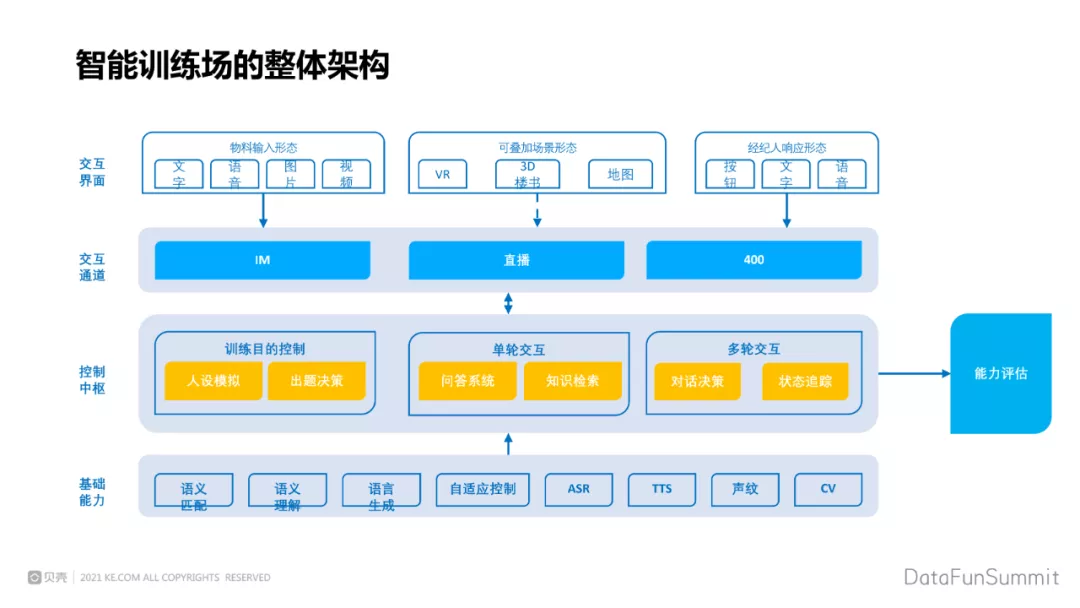 智能训练场的整体架构
交互
界面
物料输入形态
文
字
语
音
图
片
视
频
可叠加场景形态
VR
3D
楼书
地图
经纪人响应形态
按
钮
文
字
语
音
交互
通道
IM
直播
400
控制
中枢
训练目的控制
人设模拟
出题决策
单轮交互
问答系统
知识检索
多轮交互
对话决策
状态追踪
能力评估
基础
能力
语义
匹配
语义
理解
语言
生成
自适应控制
ASR
TTS
声纹
CV
贝壳
2021 KE.COM ALL COPYRIGHTS RESERVED
DataFunSummit